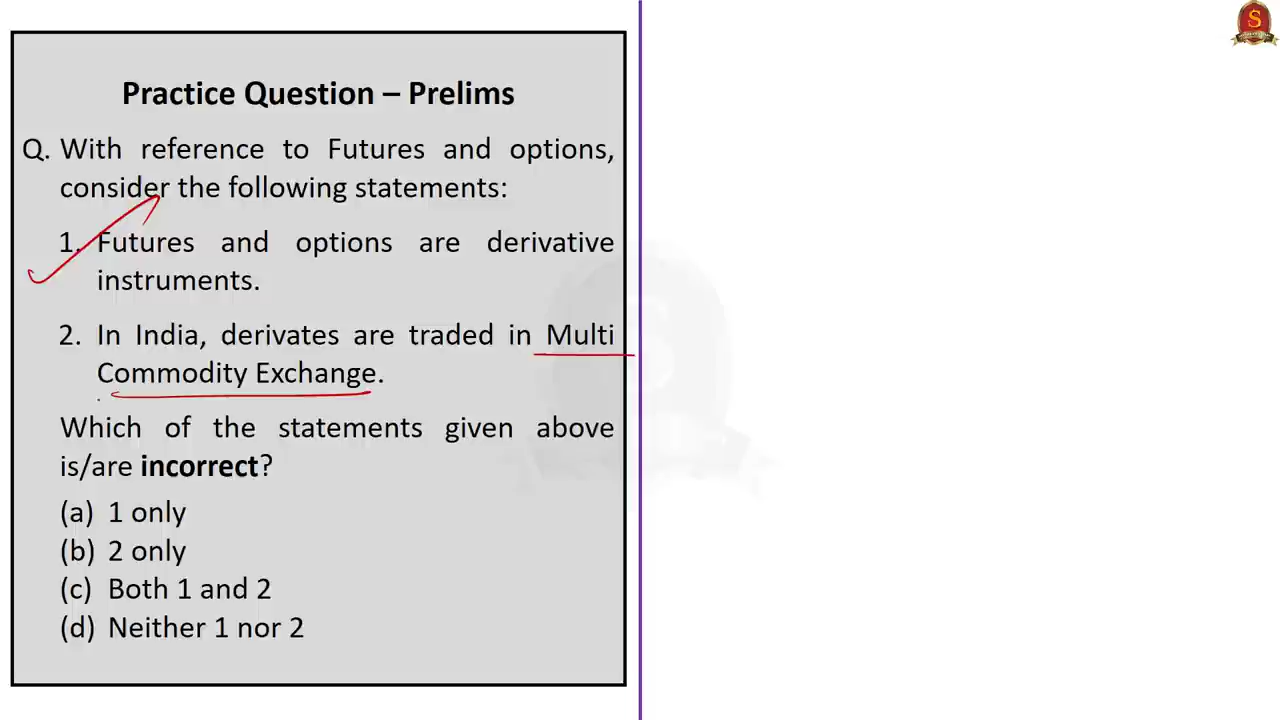 Practice Question – Prelims
Q. With reference to Futures and options,
consider the following statements:
1. Futures and options are derivative
instruments.
2. In India, derivates are traded in Multi
Commodity Exchange.
Which of the statements given above
is/are incorrect?
(a) 1 only
(b) 2 only
(c) Both 1 and 2
(d) Neither 1 nor 2